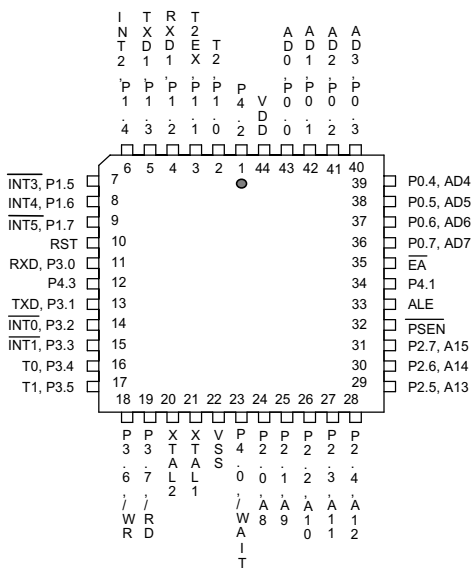 INT2,P1.4
TXD1,P1.3
RXD1,P1.2
T2EX,P1.1
T2,P1.0
P4.2
VDD
AD0,P0.0
AD1,P0.1
AD2,P0.2
AD3,P0.3
6 5 4 3 2 1 44 43 42 41 40
INT3, P1.5 7
INT4, P1.6 8
INT5, P1.7 9
RST 10
RXD, P3.0 11
P4.3 12
TXD, P3.1 13
INT0, P3.2 14
INT1, P3.3 15
T0, P3.4 16
T1, P3.5 17
39 P0.4, AD4
38 P0.5, AD5
37 P0.6, AD6
36 P0.7, AD7
35 EA
34 P4.1
33 ALE
32 PSEN
31 P2.7, A15
30 P2.6, A14
29 P2.5, A13
18 19 20 21 22 23 24 25 26 27 28
P3.6,/WR
P3.7,/RD
XTAL2
XTAL1
VSS
P4.0,/WAIT
P2.0,A8
P2.1,A9
P2.2,A10
P2.3,A11
P2.4,A12